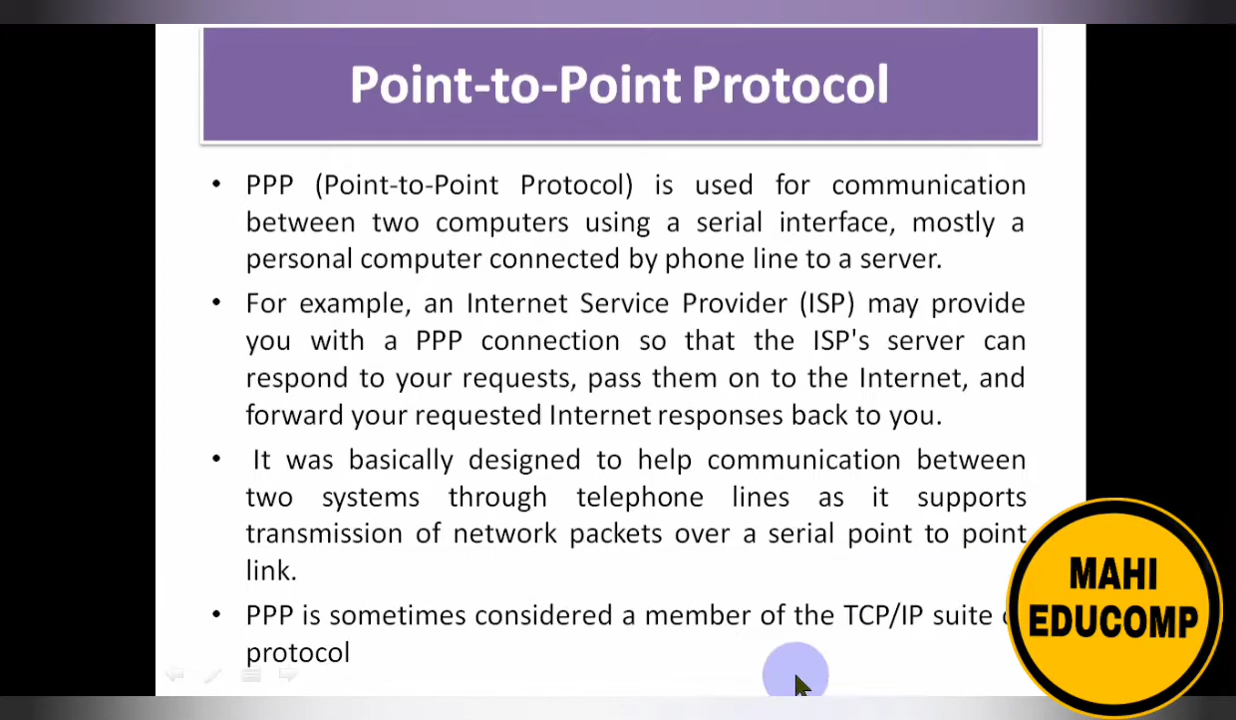 Point-to-Point Protocol
• PPP (Point-to-Point Protocol) is used for communication
between two computers using a serial interface, mostly a
personal computer connected by phone line to a server.
• For example, an Internet Service Provider (ISP) may provide
you with a PPP connection so that the ISP's server can
respond to your requests, pass them on to the Internet, and
forward your requested Internet responses back to you.
• It was basically designed to help communication between
two systems through telephone lines as it supports
transmission of network packets over a serial point to point
link.
• PPP is sometimes considered a member of the TCP/IP suite
protocol
MAHI
EDUCOMP